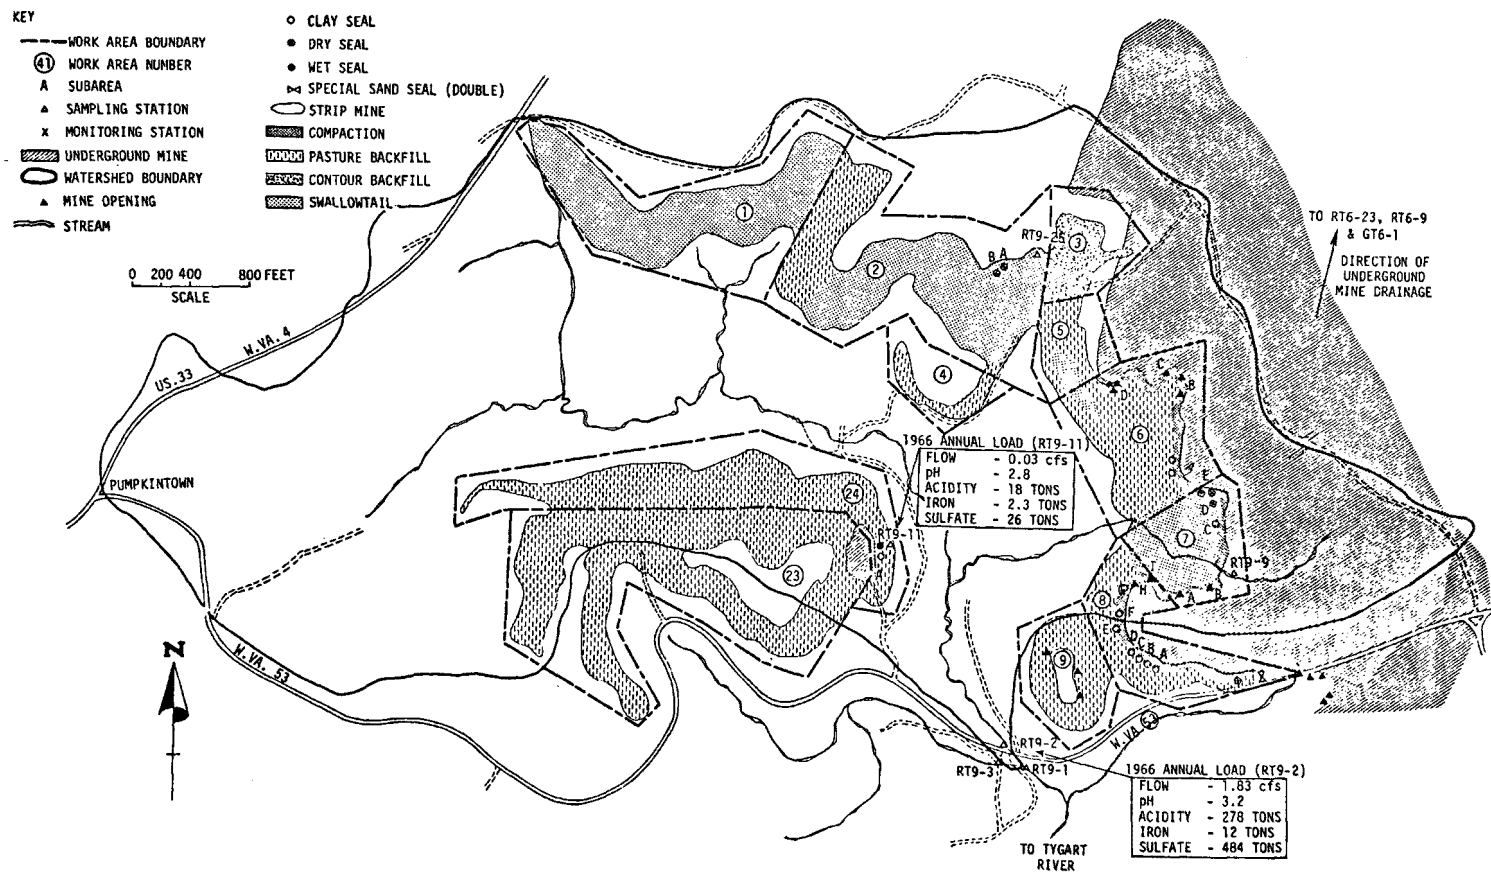 KEY
WORK AREA BOUNDARY
41 WORK AREA NUMBER
A SUBAREA
SAMPLING STATION
x MONITORING STATION
UNDERGROUND MINE
WATERSHED BOUNDARY
MINE OPENING
STREAM
CLAY SEAL
DRY SEAL
WET SEAL
SPECIAL SAND SEAL (DOUBLE)
STRIP MINE
COMPACTION
PASTURE BACKFILL
CONTOUR BACKFILL
SWALLOWTAIL
0 200 400 800 FEET
SCALE
W.VA. 4
US.33
PUMPKINTOWN
W.VA. 53
N
1
2
B A
RT9-25
3
TO RT6-23, RT6-9
& GT6-1
DIRECTION OF
UNDERGROUND
MINE DRAINAGE
5
4
C
B
D
6
1966 ANNUAL LOAD (RT9-11)
FLOW - 0.03 cfs
pH - 2.8
ACIDITY - 18 TONS
IRON - 2.3 TONS
SULFATE - 26 TONS
24
RT9-1
23
D
C
7
RT9-9
I
H
A
B
8
F
D C B A
9
W.VA. 53
RT9-2
RT9-3
RT9-1
1966 ANNUAL LOAD (RT9-2)
FLOW - 1.83 cfs
pH - 3.2
ACIDITY - 278 TONS
IRON - 12 TONS
SULFATE - 484 TONS
TO TYGART
RIVER